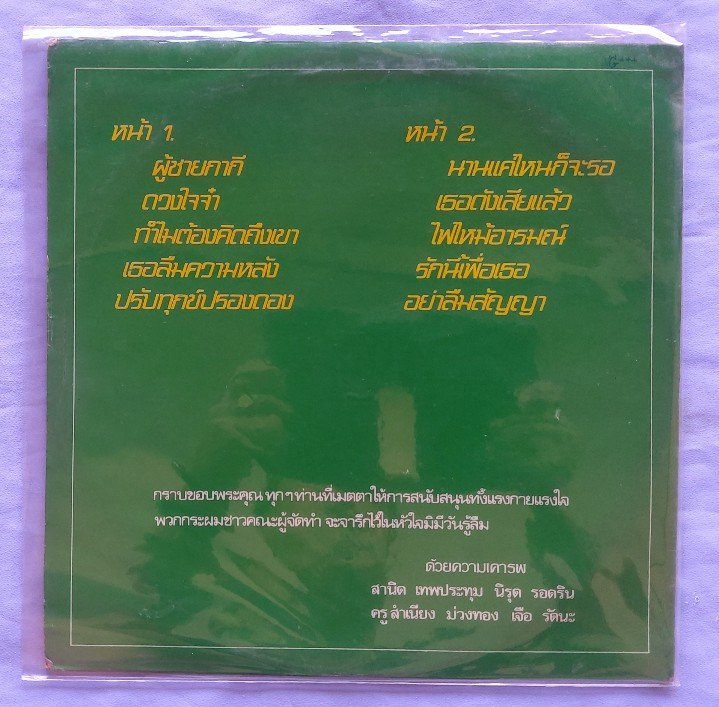 หน้า 1.
ผู้ชายกากี
ดวงใจจ๋า
ทำไมต้องคิดถึงเขา
เธอลืมความหลัง
ปรับทุกข์ปรองดอง
หน้า 2.
นานแค่ไหนก็จะรอ
เธอดังเสียแล้ว
ไฟไหม้อารมณ์
รักนี้เพื่อเธอ
อย่าลืมสัญญา
กราบขอบพระคุณ ทุกๆท่านที่เมตตาให้การสนับสนุนทั้งแรงกายแรงใจ
พวกกระผมชาวคณะผู้จัดทำ จะจารึกไว้ในหัวใจมิมีวันรู้ลืม
ด้วยความเคารพ
สานิด เทพประทุม นิรุด รอดริน
ครู สำเนียง ม่วงทอง เจือ รัตนะ